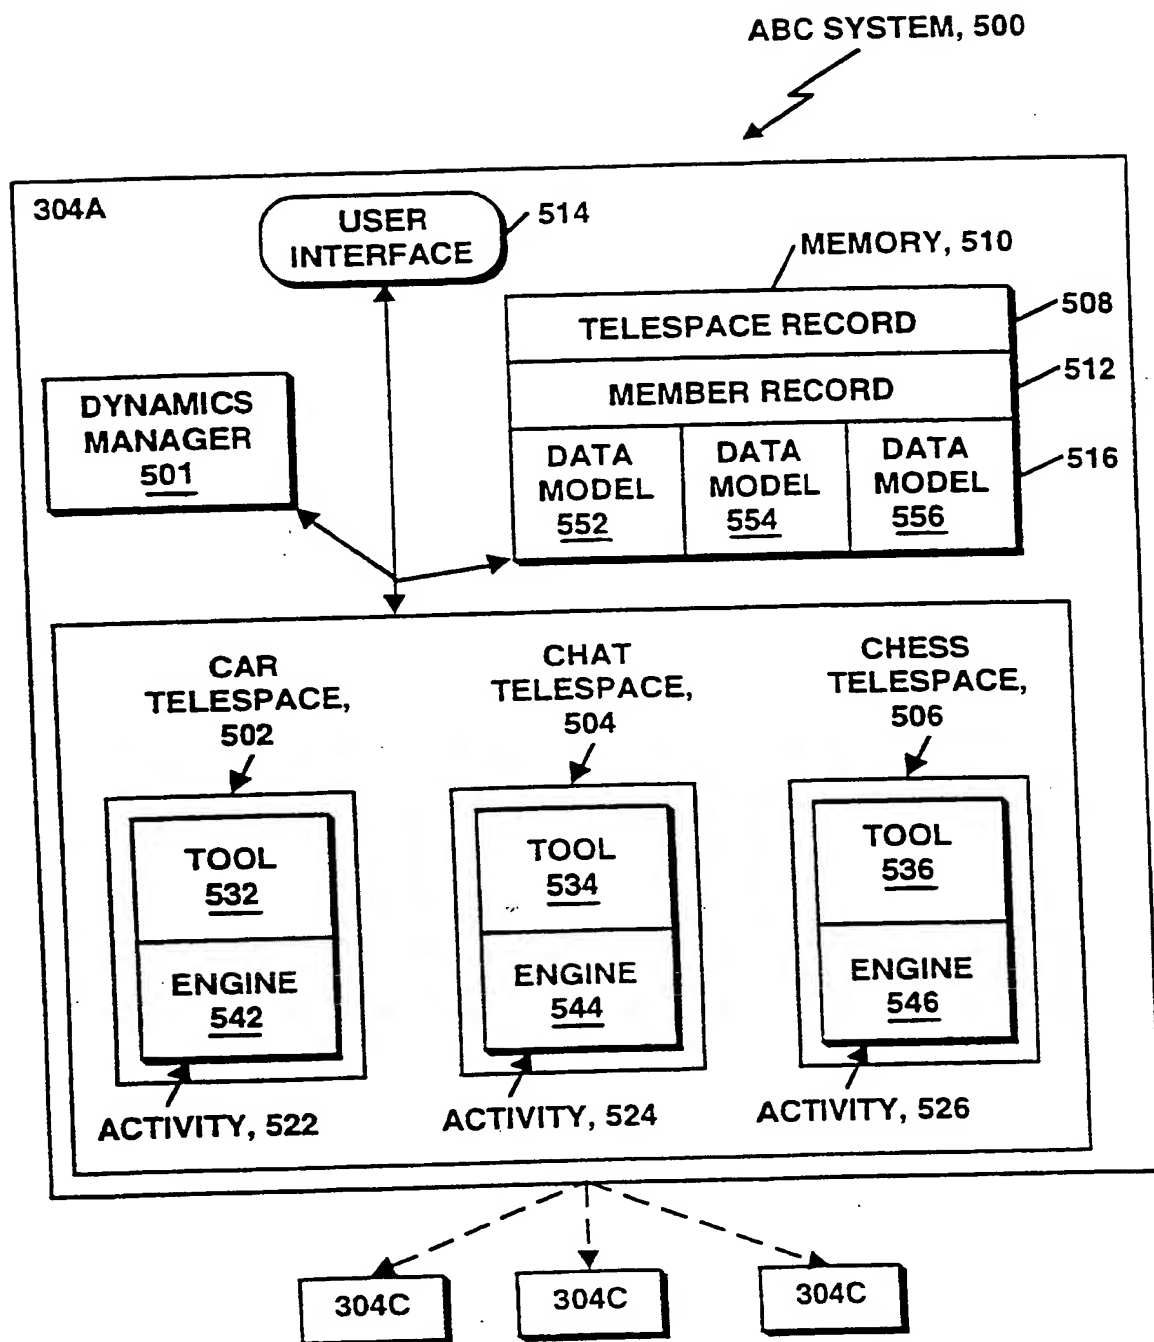 ABC SYSTEM, 500
304A
USER
INTERFACE
514
MEMORY, 510
TELESPACE RECORD
508
MEMBER RECORD
512
DYNAMICS
MANAGER
501
DATA
MODEL
552
DATA
MODEL
554
DATA
MODEL
556
516
CAR
TELESPACE,
502
CHAT
TELESPACE,
504
CHESS
TELESPACE,
506
TOOL
532
ENGINE
542
TOOL
534
ENGINE
544
TOOL
536
ENGINE
546
ACTIVITY, 522
ACTIVITY, 524
ACTIVITY, 526
304C
304C
304C